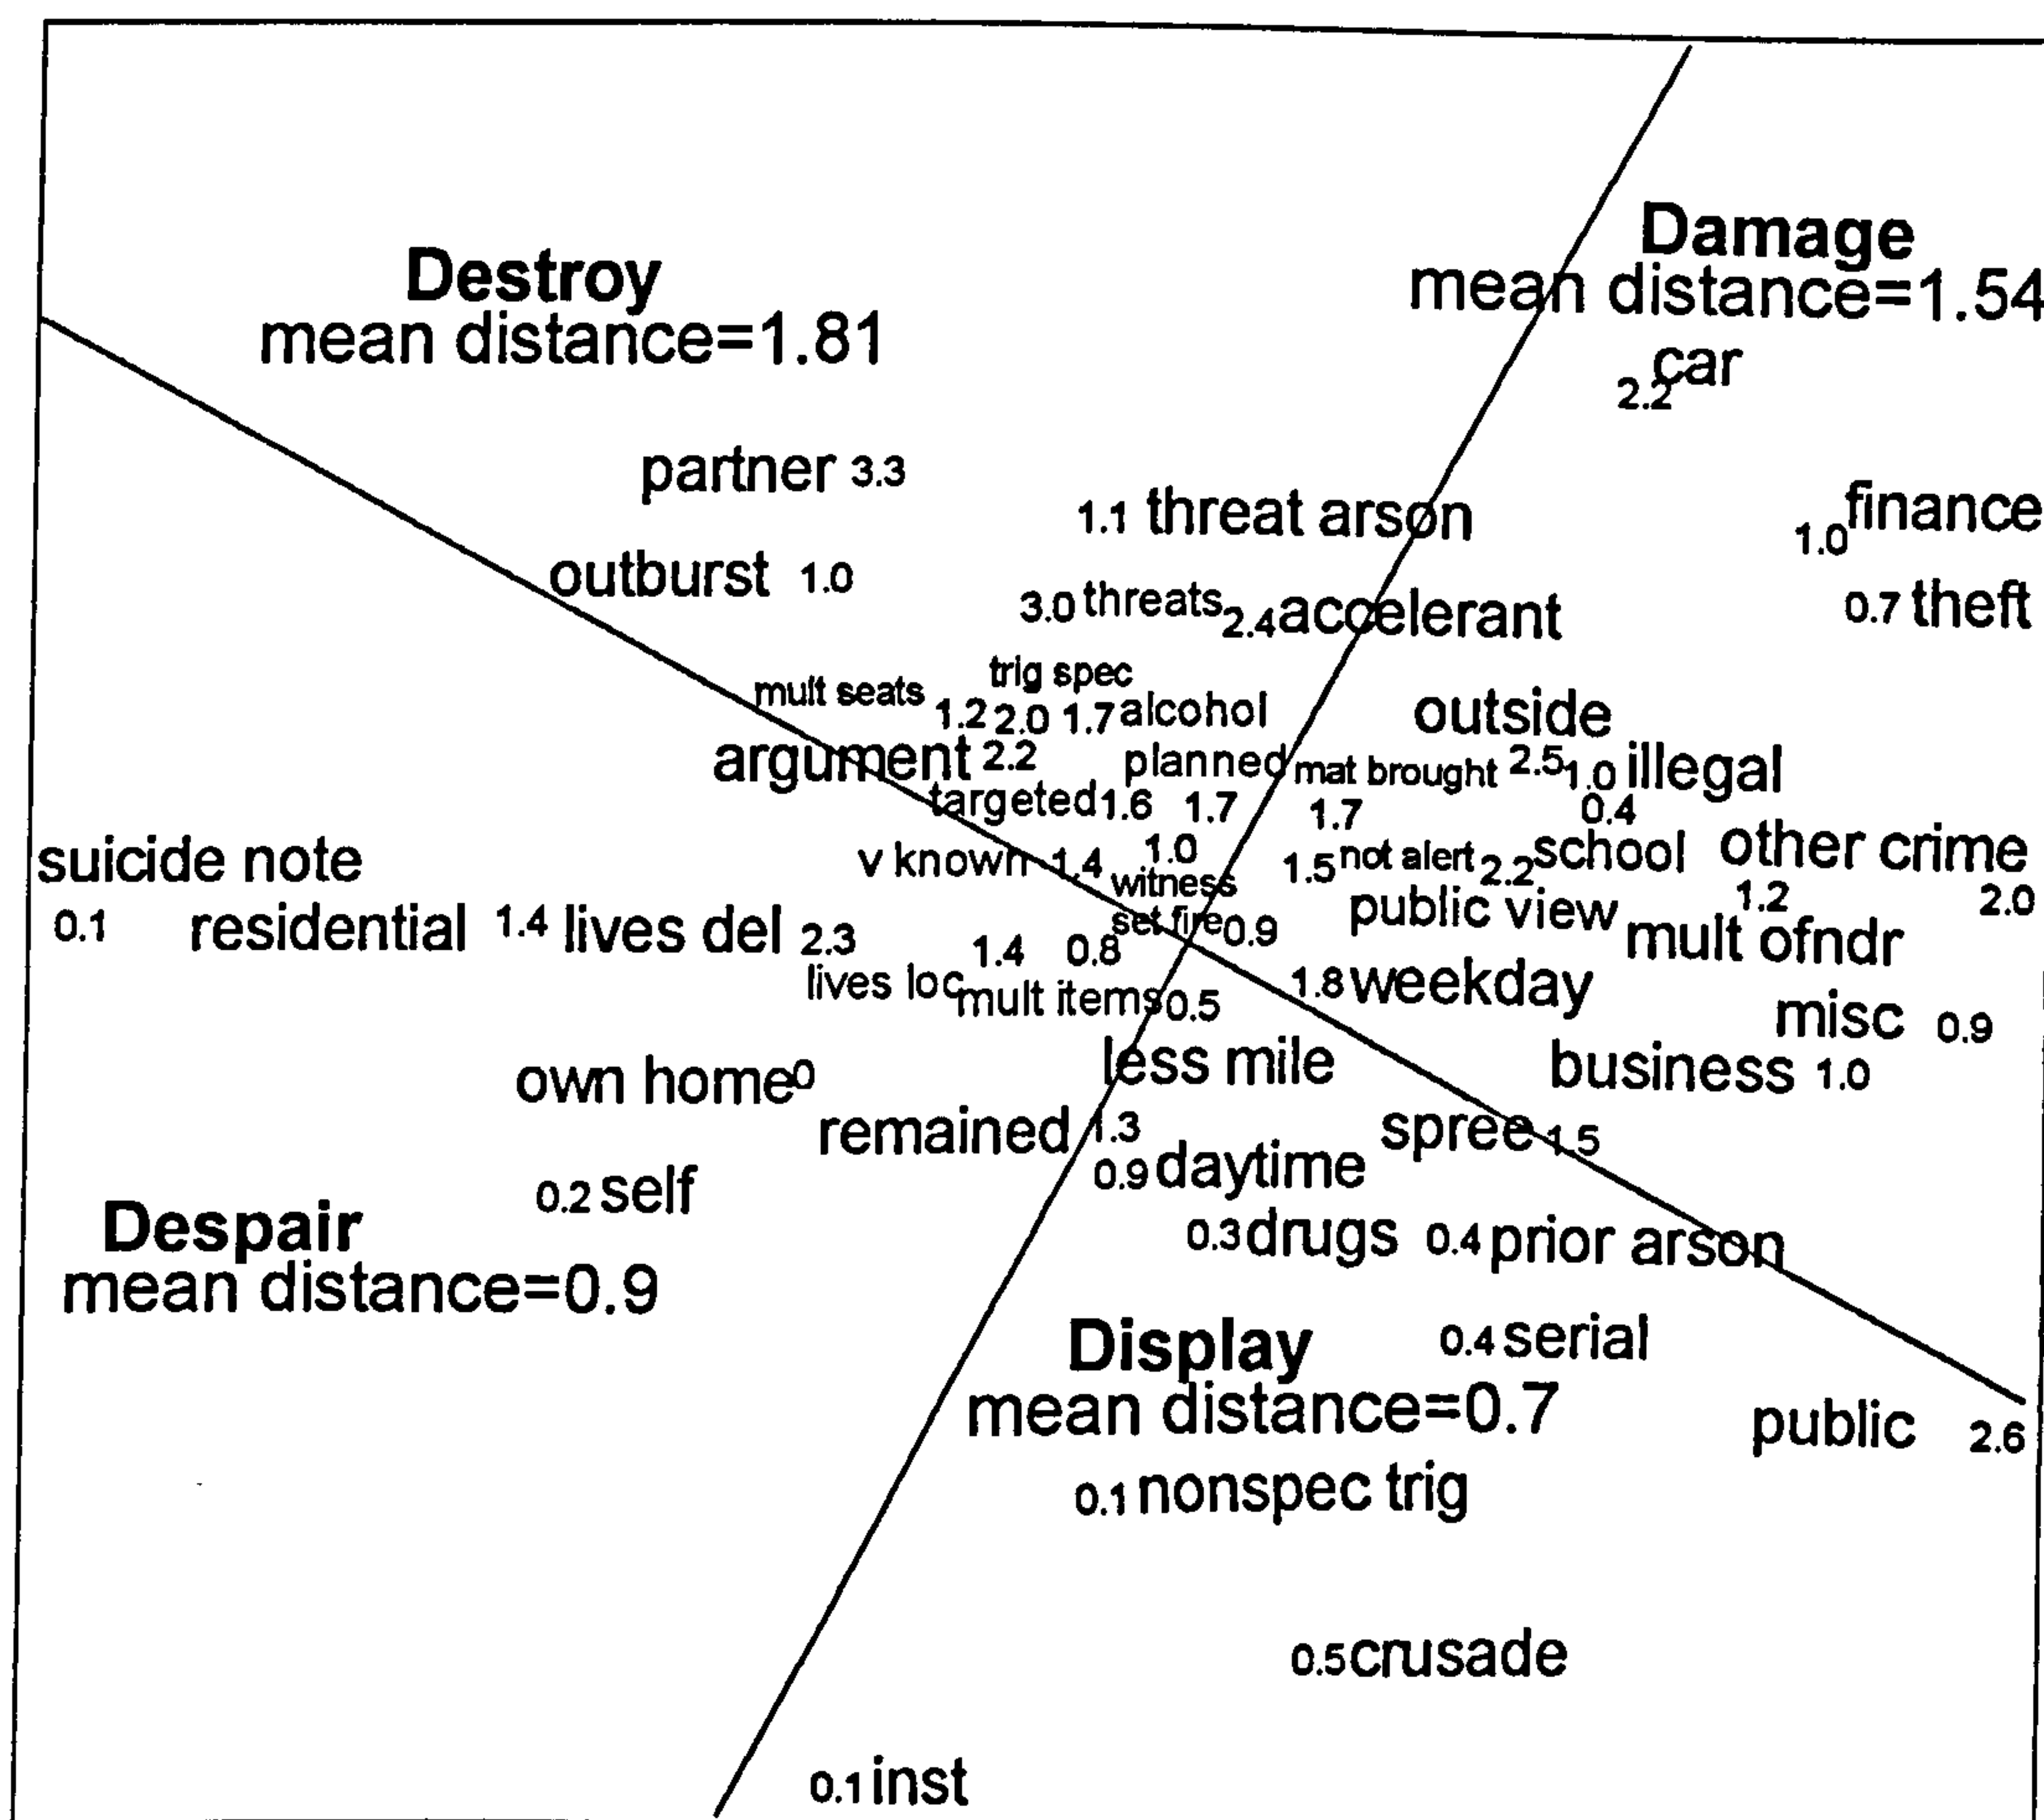 Destroy
mean distance=1.81
Damage
mean distance=1.54
car
2.2
partner 3.3
1.1 threat arson
finance
1.0
outburst 1.0
3.0 threats
2.4 accelerant
0.7 theft
trig spec
mult seats 1.2 2.0 1.7 alcohol
outside
argument 2.2
planned
mat brought 2.5 1.0 illegal
targeted 1.6 1.7
1.7
0.4
suicide note
v known 1.4
1.0
witness
1.5 not alert 2.2 school
other crime
0.1
residential 1.4 lives del 2.3
set fire 0.9
public view
1.2
2.0
mult ofndr
1.4 0.8
lives loc
mult items 0.5
1.8 weekday
misc 0.9
own home 0
less mile
business 1.0
remained 1.3
spree 1.5
0.9 daytime
0.2 self
Despair
mean distance=0.9
0.3 drugs
0.4 prior arson
Display
mean distance=0.7
0.4 serial
public 2.6
0.1 nonspec trig
0.5 crusade
0.1 inst